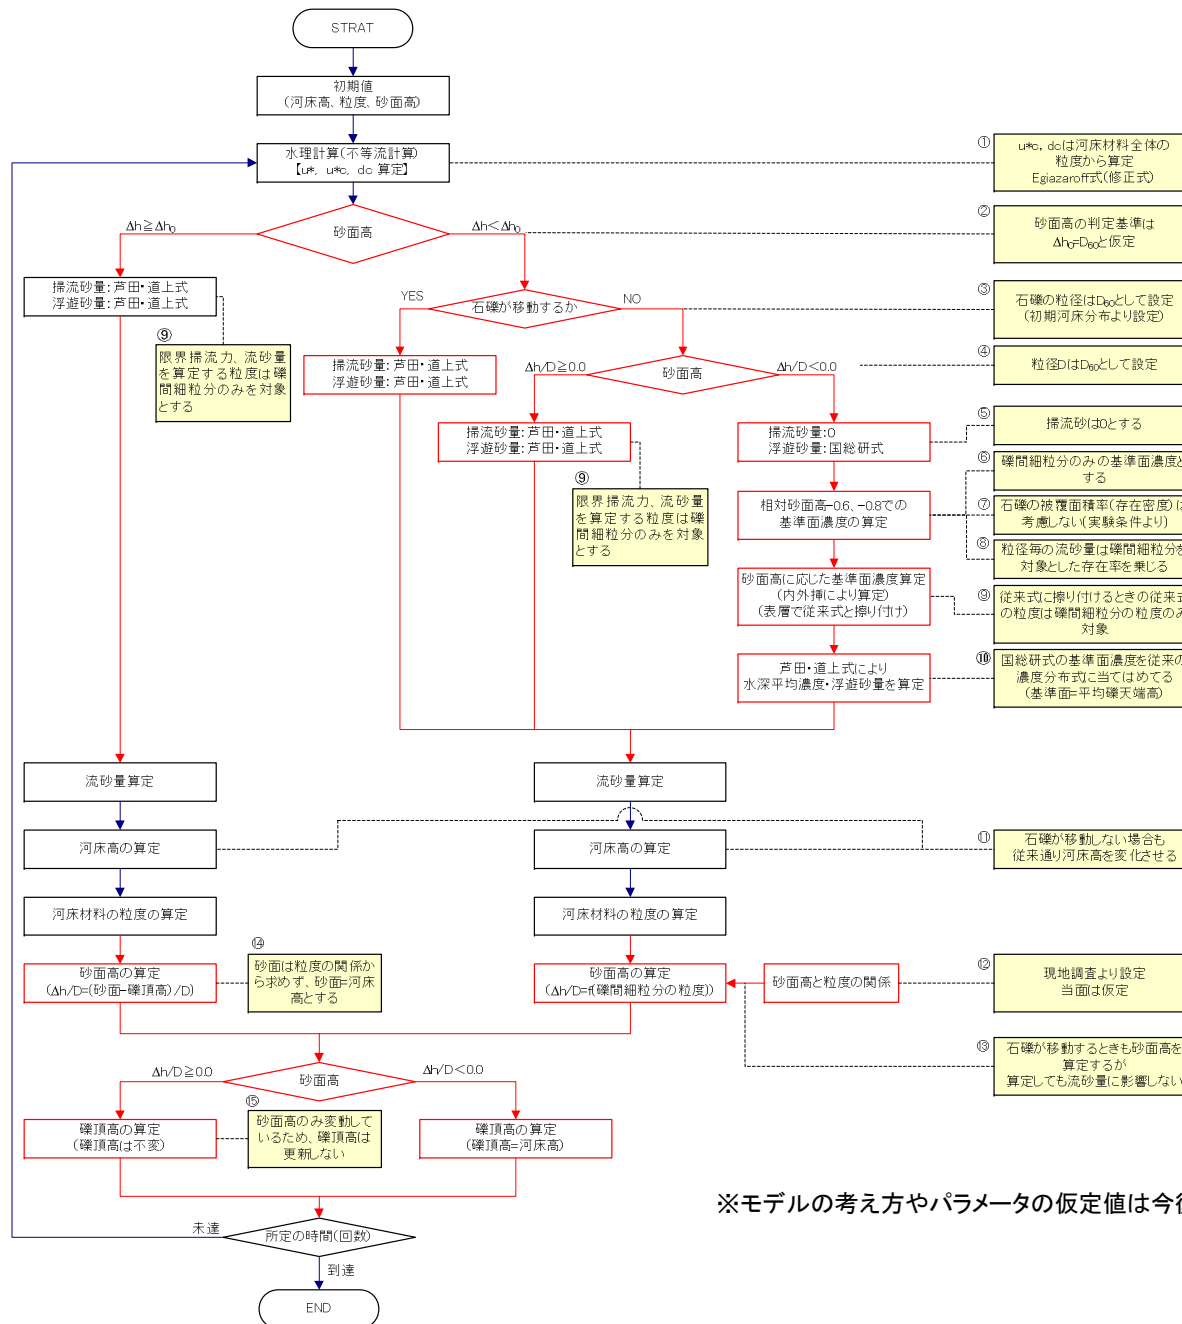 STRAT
初期値
(河床高、粒度、砂面高)
水理計算(不等流計算)
【u*, u*c, dc 算定】
①
u*c, dcは河床材料全体の
粒度から算定
Egiazaroff式(修正式)
砂面高
Δh≧Δh₀
Δh<Δh₀
②
砂面高の判定基準は
Δh₀=D₆₀と仮定
掃流砂量:芦田・道上式
浮遊砂量:芦田・道上式
⑨
限界掃流力、流砂量
を算定する粒度は礫
間細粒分のみを対象
とする
石礫が移動するか
YES
NO
③
石礫の粒径はD₆₀として設定
(初期河床分布より設定)
掃流砂量:芦田・道上式
浮遊砂量:芦田・道上式
砂面高
Δh/D≧0.0
Δh/D<0.0
④
粒径DはD₆₀として設定
掃流砂量:芦田・道上式
浮遊砂量:芦田・道上式
⑨
限界掃流力、流砂量
を算定する粒度は礫
間細粒分のみを対象
とする
掃流砂量:0
浮遊砂量:国総研式
⑤
掃流砂は0とする
⑥
礫間細粒分のみの基準面濃度と
する
相対砂面高-0.6、-0.8での
基準面濃度の算定
⑦
石礫の被覆面積率(存在密度)は
考慮しない(実験条件より)
⑧
粒径毎の流砂量は礫間細粒分を
対象とした存在率を乗じる
砂面高に応じた基準面濃度算定
(内外挿により算定)
(表層で従来式と擦り付け)
⑨
従来式に擦り付けるときの従来式
の粒度は礫間細粒分の粒度のみ
対象
芦田・道上式により
水深平均濃度・浮遊砂量を算定
⑩
国総研式の基準面濃度を従来の
濃度分布式に当てはめてる
(基準面=平均礫天端高)
流砂量算定
流砂量算定
河床高の算定
河床高の算定
⑪
石礫が移動しない場合も
従来通り河床高を変化させる
河床材料の粒度の算定
河床材料の粒度の算定
砂面高の算定
(Δh/D=(砂面-礫頂高)/D)
⑭
砂面は粒度の関係か
ら求めず、砂面=河床
高とする
砂面高の算定
(Δh/D=f(礫間細粒分の粒度))
砂面高と粒度の関係
⑫
現地調査より設定
当面は仮定
⑬
石礫が移動するときも砂面高を
算定するが
算定しても流砂量に影響しない
砂面高
Δh/D≧0.0
Δh/D<0.0
礫頂高の算定
(礫頂高は不変)
⑮
砂面高のみ変動して
いるため、礫頂高は
更新しない
礫頂高の算定
(礫頂高=河床高)
※モデルの考え方やパラメータの仮定値は今後
所定の時間(回数)
未達
到達
END